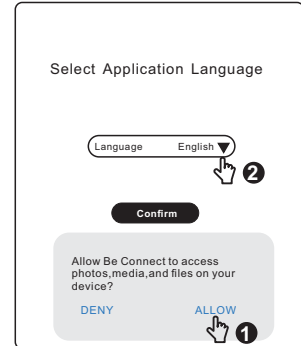 Select Application Language
Language English
2
Confirm
Allow Be Connect to access
photos,media,and files on your
device?
DENY ALLOW
1